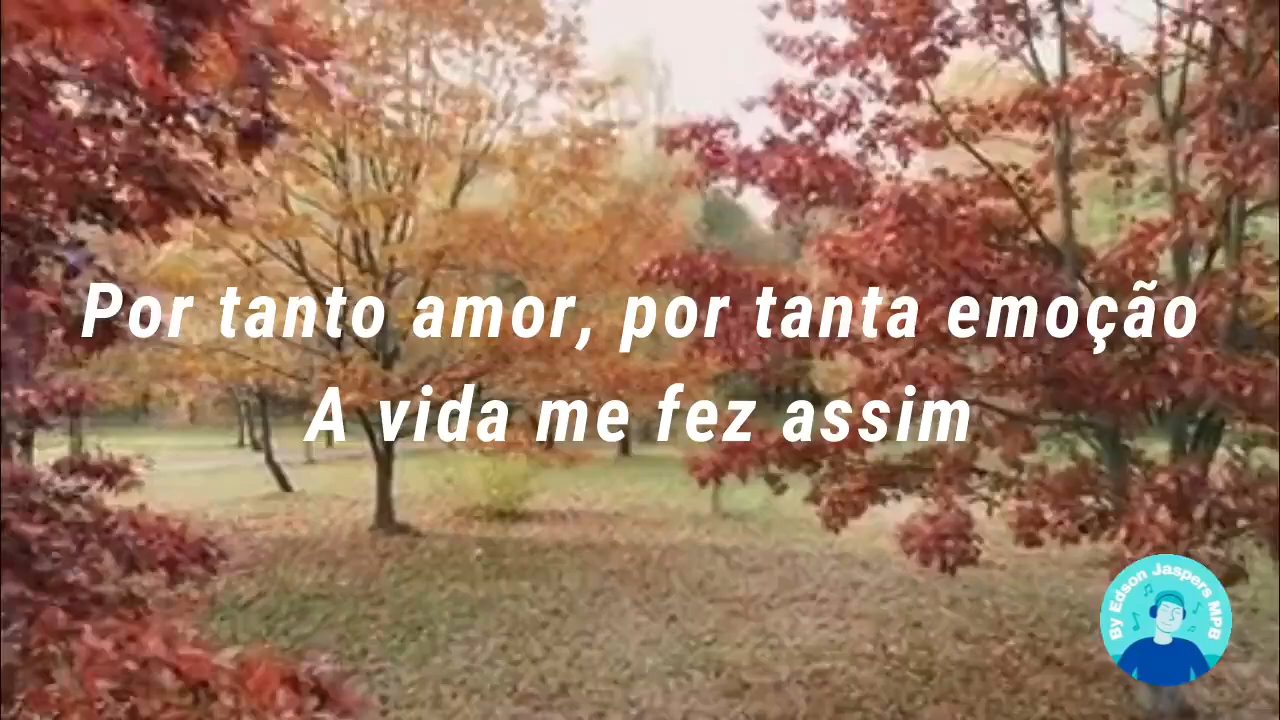 Por tanto amor, por tanta emoção
A vida me fez assim
By Edson Jaspers MPB